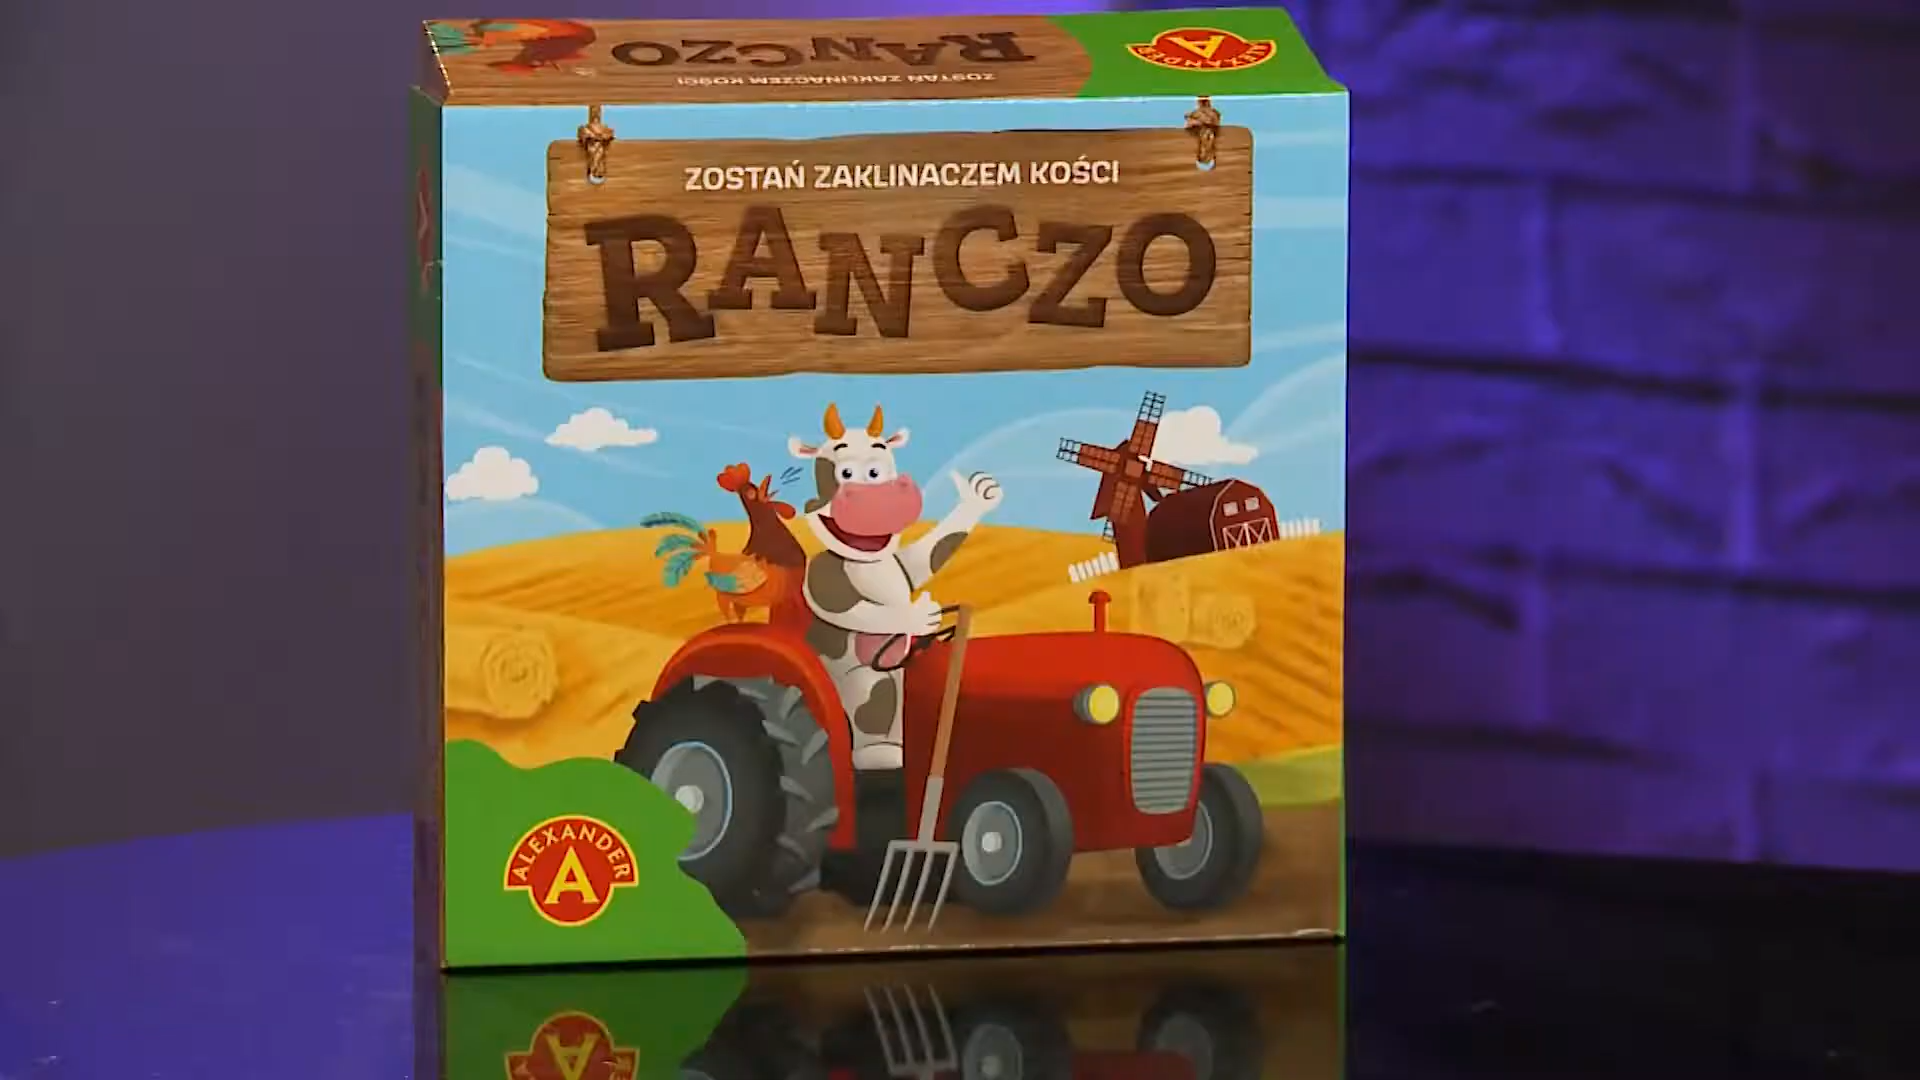 RANCZO
ZOSTAŃ ZAKLINACZEM KOŚCI
ALEXANDER
A
ZOSTAŃ ZAKLINACZEM KOŚCI
RANCZO
ALEXANDER
A